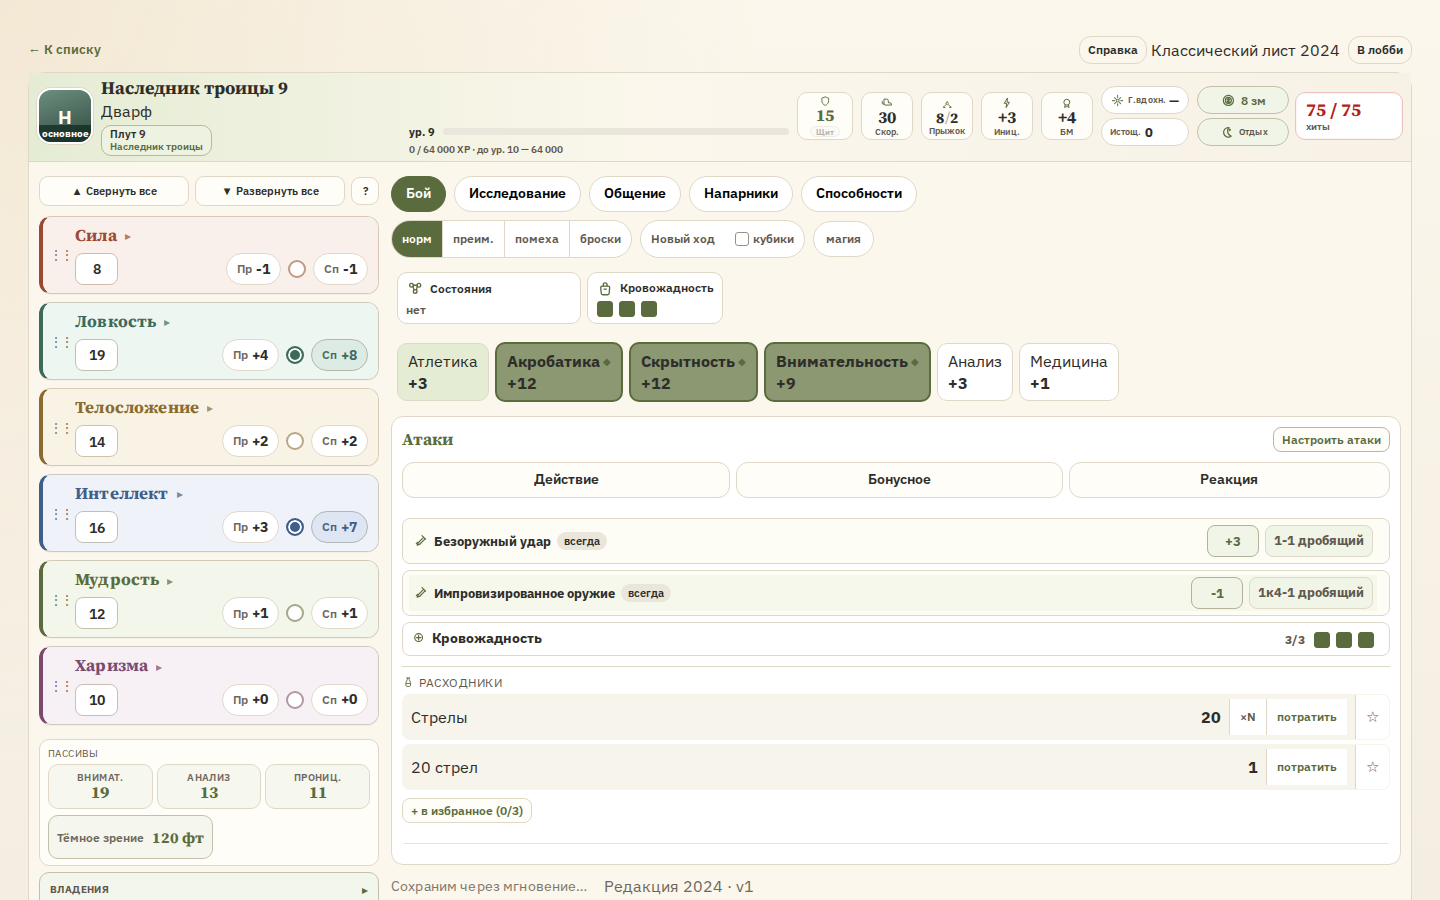 ← К списку
Справка Классический лист 2024 В лобби
Н
основное
Наследник троицы 9
Дварф
Плут 9
Наследник троицы
ур. 9
0 / 64 000 XP · до ур. 10 — 64 000
15
Щит
30
Скор.
8/2
Прыжок
+3
Иниц.
+4
БМ
Г.вдохн. —
Истощ. 0
8 зм
Отдых
75 / 75
хиты
▲ Свернуть все
▼ Развернуть все
?
Сила ▸
8
Пр -1
Сп -1
Ловкость ▸
19
Пр +4
Сп +8
Телосложение ▸
14
Пр +2
Сп +2
Интеллект ▸
16
Пр +3
Сп +7
Мудрость ▸
12
Пр +1
Сп +1
Харизма ▸
10
Пр +0
Сп +0
ПАССИВЫ
ВНИМАТ.
19
АНАЛИЗ
13
ПРОНИЦ.
11
Тёмное зрение 120 фт
ВЛАДЕНИЯ ▸
Бой Исследование Общение Напарники Способности
норм преим. помеха броски Новый ход кубики магия
Состояния
нет
Кровожадность
Атлетика
+3
Акробатика ◆
+12
Скрытность ◆
+12
Внимательность ◆
+9
Анализ
+3
Медицина
+1
Атаки
Настроить атаки
Действие Бонусное Реакция
Безоружный удар всегда +3 1-1 дробящий
Импровизированное оружие всегда -1 1к4-1 дробящий
Кровожадность 3/3
РАСХОДНИКИ
Стрелы 20 ×N потратить ☆
20 стрел 1 потратить ☆
+ в избранное (0/3)
Сохраним через мгновение... Редакция 2024 · v1